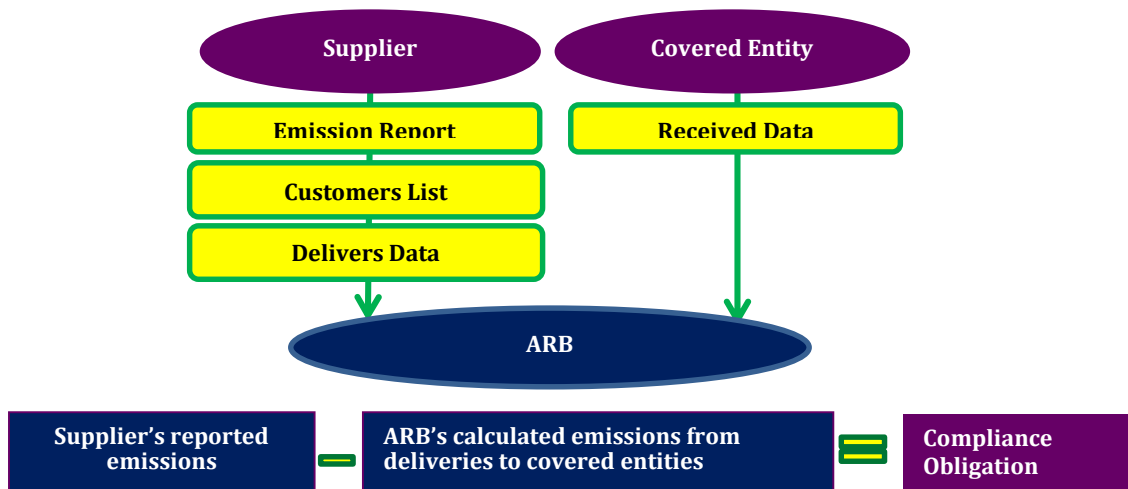 Supplier
Covered Entity
Emission Report
Received Data
Customers List
Delivers Data
ARB
Supplier's reported
emissions
ARB's calculated emissions from
deliveries to covered entities
Compliance
Obligation